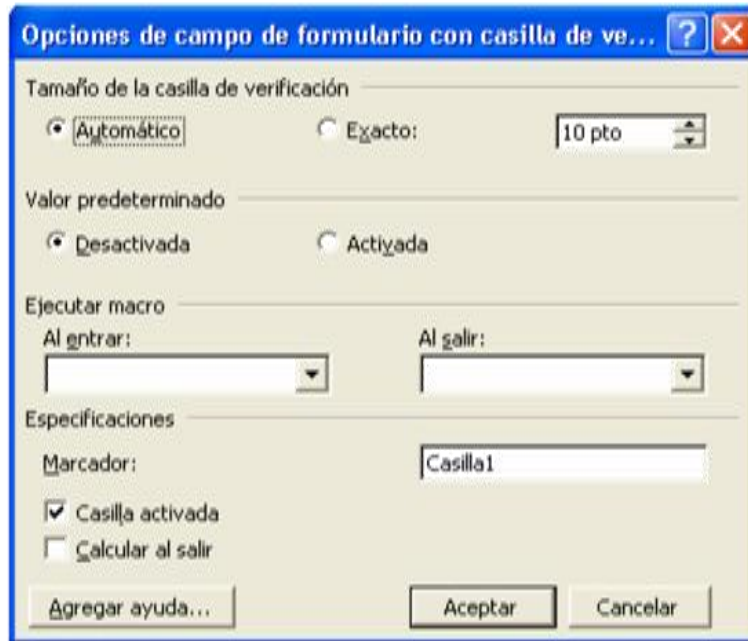 Opciones de campo de formulario con casilla de ve...
Tamaño de la casilla de verificación
Automático Exacto: 10 pto
Valor predeterminado
Desactivada Activada
Ejecutar macro
Al entrar: Al salir:
Especificaciones
Marcador: Casilla1
Casilla activada
Calcular al salir
Agregar ayuda... Aceptar Cancelar